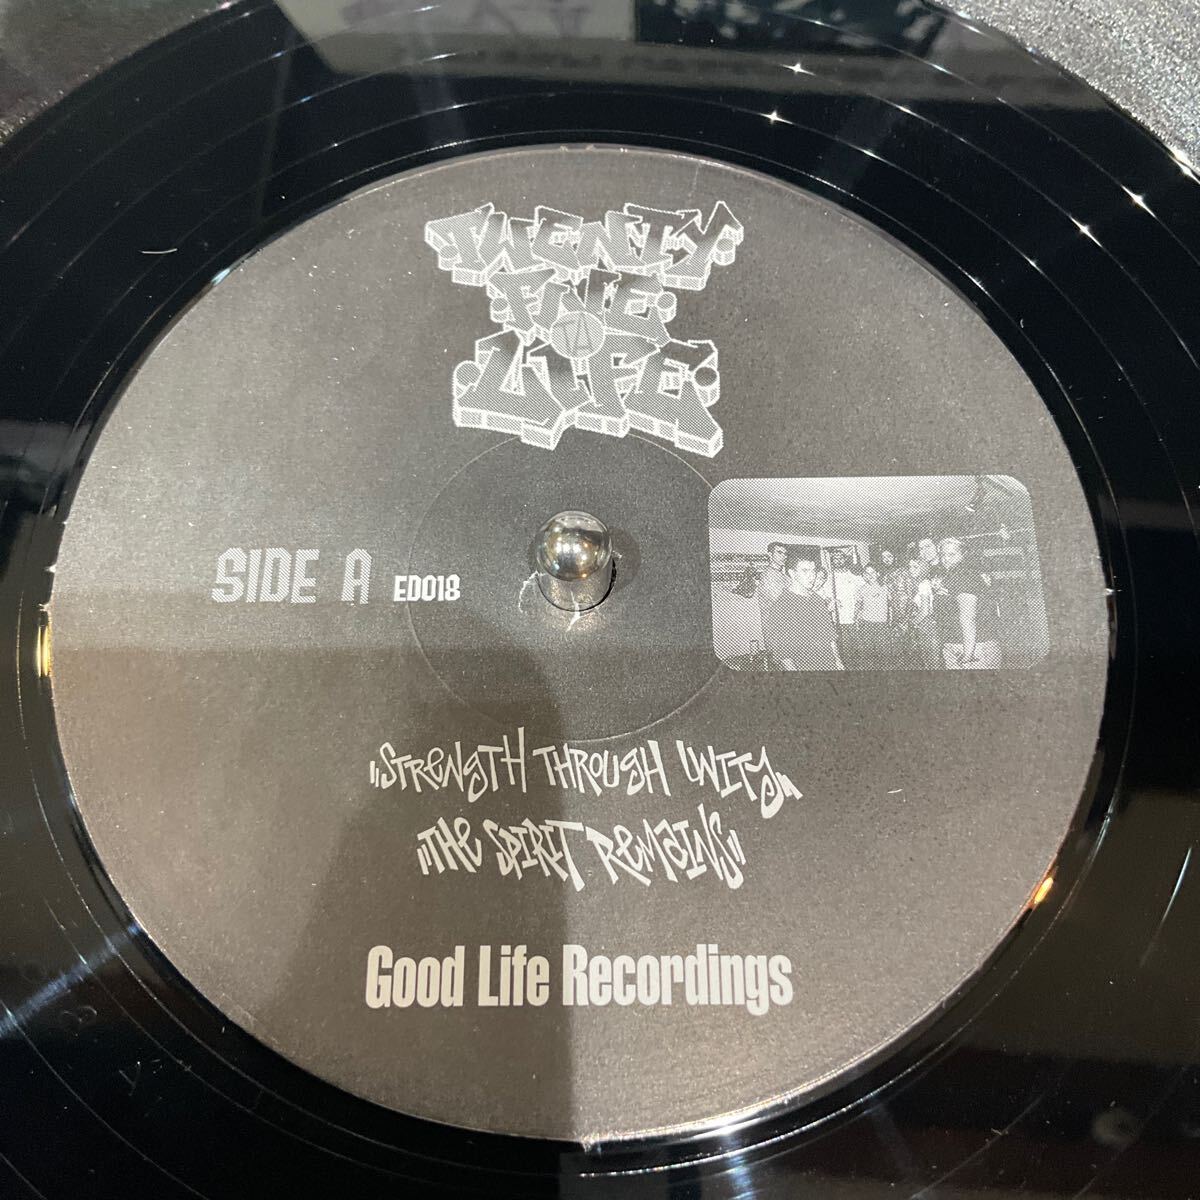 TWENTY
FIVE
TA
LIFE
SIDE A ED018
"STRENGTH THROUGH UNITY"
"THE SPIRIT REMAINS"
Good Life Recordings